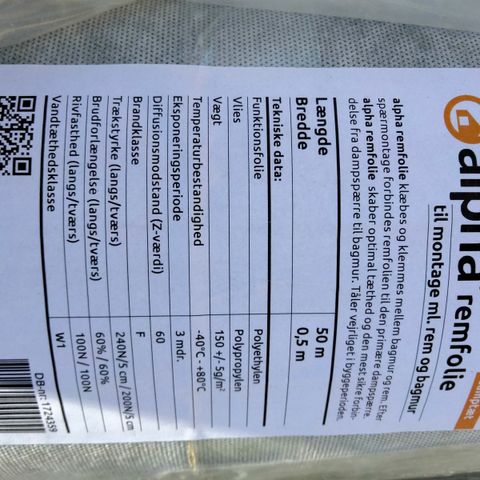 alpha
remfolie
til montage ml. rem og bagmur
alpha remfolie klæbes og klemmes mellem bagmur og rem. Efter
spærmontage forbindes remfolien til den primære dampspærre.
alpha remfolie skaber optimal tæthed og den mest sikre forbin-
delse fra dampspærre til bagmur. Tåler vejrliget i byggeperioden.
Længde 50 m
Bredde 0,5 m
Tekniske data:
Funktionsfolie Polyethylen
Vlies Polypropylen
Vægt 150 +/- 5g/m²
Temperaturbestandighed -40°C- +80°C
Eksponeringsperiode 3 mdr.
Diffusionsmodstand (Z-værdi) 60
Brandklasse F
Trækstyrke (langs/tværs) 240N/5 cm / 200N/5 cm
Brudforlængelse (langs/tværs) 60% / 60%
Rivfasthed (langs/tværs) 100N / 100N
Vandtæthedsklasse W1
DB-nr.: 1724359